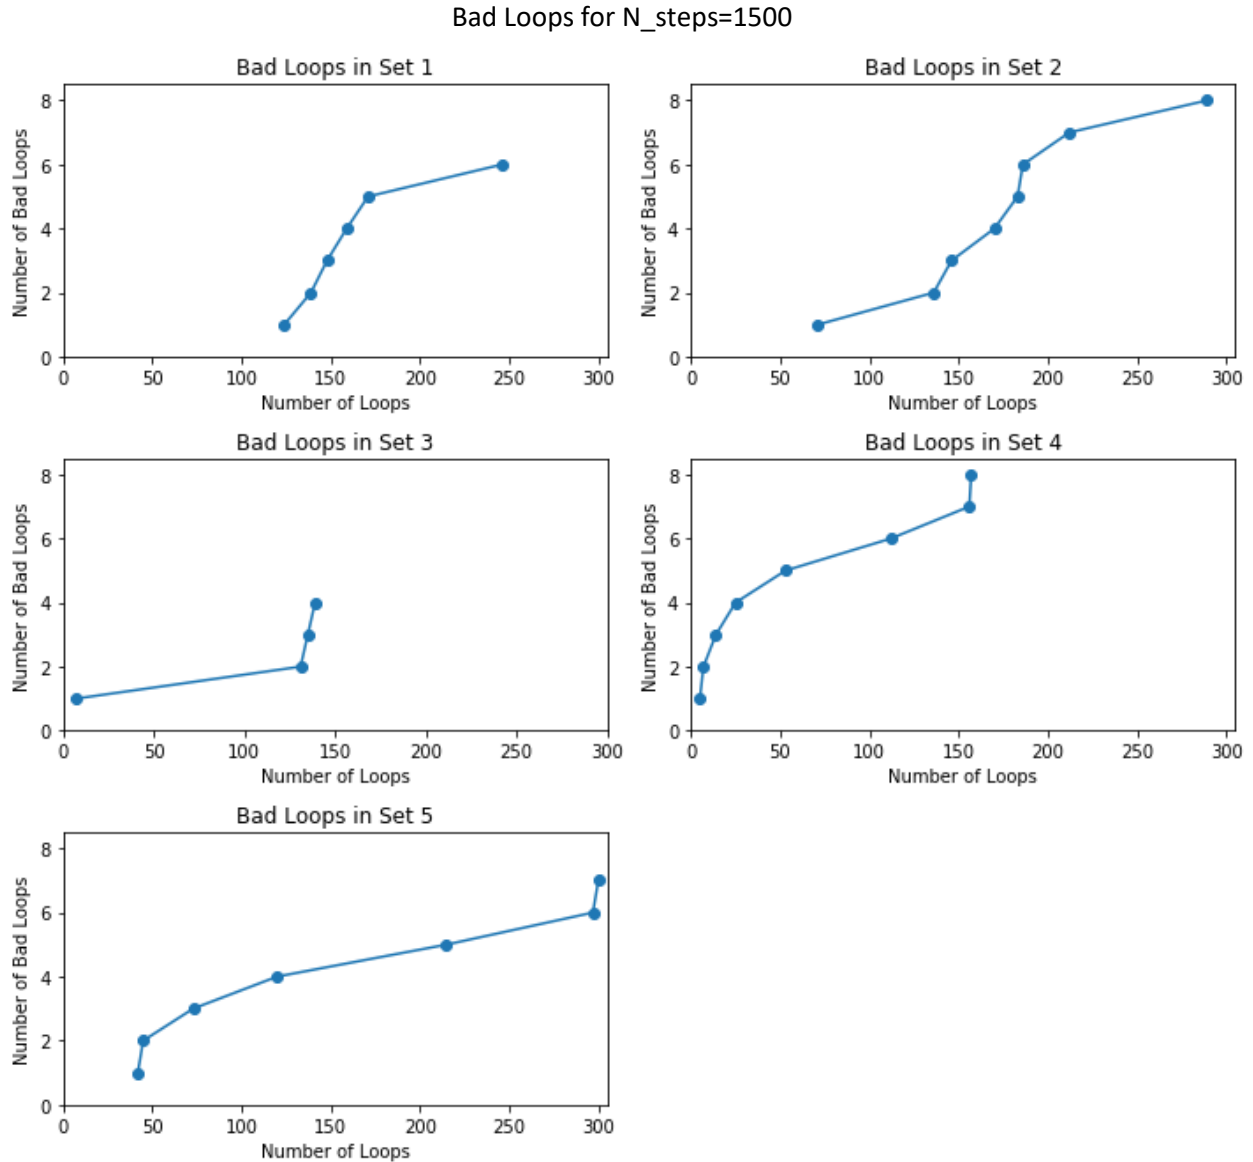 Bad Loops for N_steps=1500
Bad Loops in Set 1
Number of Bad Loops
8
6
4
2
0
0 50 100 150 200 250 300
Number of Loops
Bad Loops in Set 2
Number of Bad Loops
8
6
4
2
0
0 50 100 150 200 250 300
Number of Loops
Bad Loops in Set 3
Number of Bad Loops
8
6
4
2
0
0 50 100 150 200 250 300
Number of Loops
Bad Loops in Set 4
Number of Bad Loops
8
6
4
2
0
0 50 100 150 200 250 300
Number of Loops
Bad Loops in Set 5
Number of Bad Loops
8
6
4
2
0
0 50 100 150 200 250 300
Number of Loops